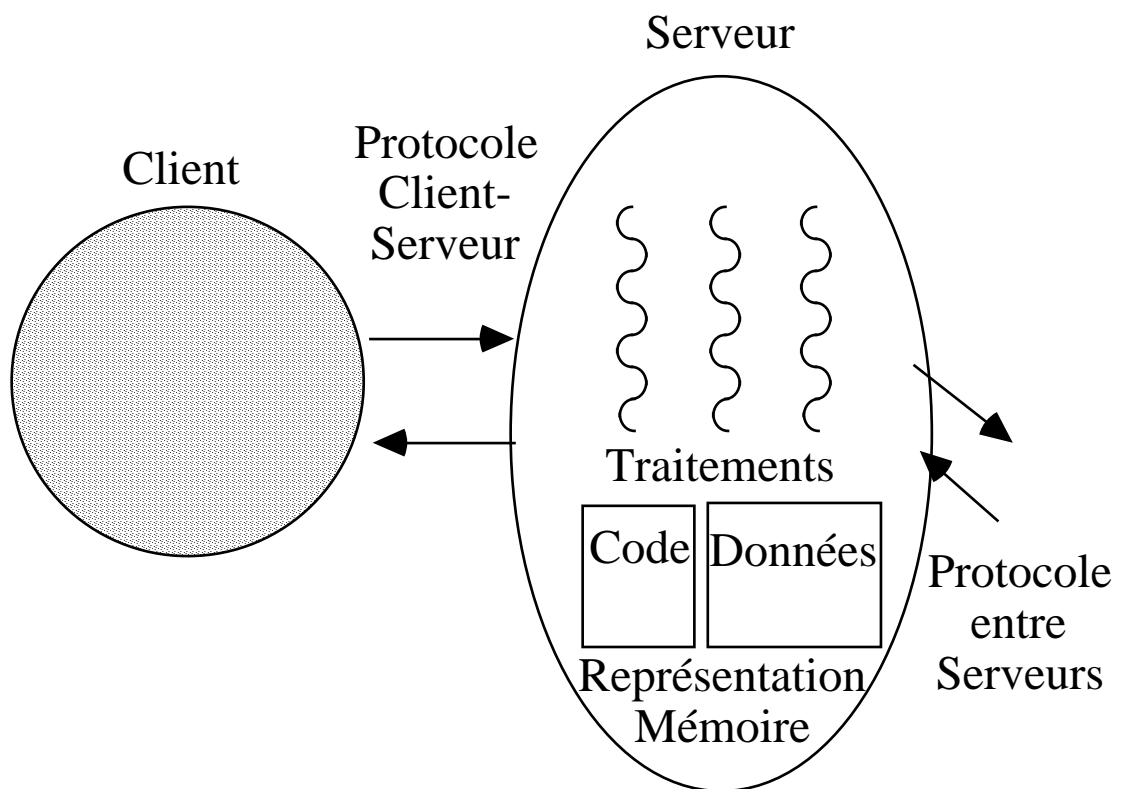 Serveur
Client
Protocole
Client-
Serveur
Traitements
Code
Données
Représentation
Mémoire
Protocole
entre
Serveurs